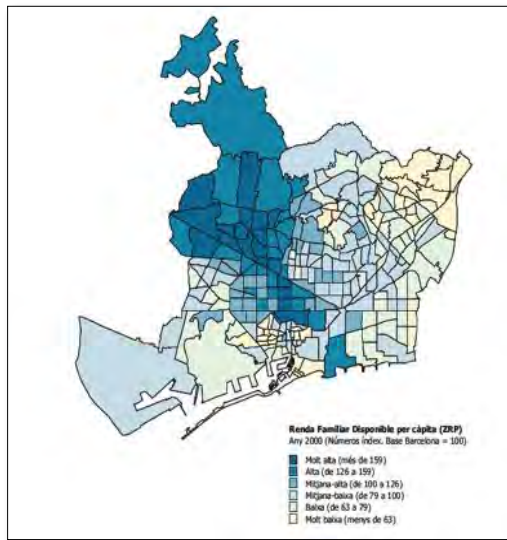 Renda Familiar Disponible per càpita (ZRP)
Any 2000 (Números índex. Base Barcelona = 100)
Molt alta (més de 159)
Alta (de 126 a 159)
Mitjana-alta (de 100 a 126)
Mitjana-baixa (de 79 a 100)
Baixa (de 63 a 79)
Molt baixa (menys de 63)